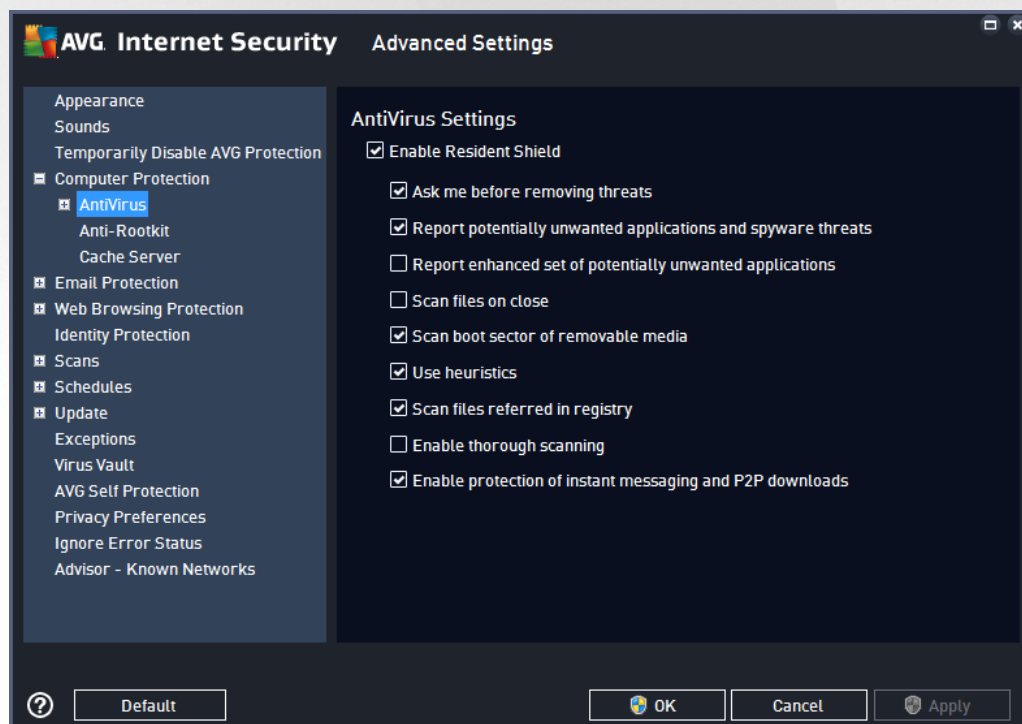 AVG. Internet Security Advanced Settings
Appearance
Sounds
Temporarily Disable AVG Protection
Computer Protection
AntiVirus
Anti-Rootkit
Cache Server
Email Protection
Web Browsing Protection
Identity Protection
Scans
Schedules
Update
Exceptions
Virus Vault
AVG Self Protection
Privacy Preferences
Ignore Error Status
Advisor - Known Networks
AntiVirus Settings
Enable Resident Shield
Ask me before removing threats
Report potentially unwanted applications and spyware threats
Report enhanced set of potentially unwanted applications
Scan files on close
Scan boot sector of removable media
Use heuristics
Scan files referred in registry
Enable thorough scanning
Enable protection of instant messaging and P2P downloads
? Default OK Cancel Apply